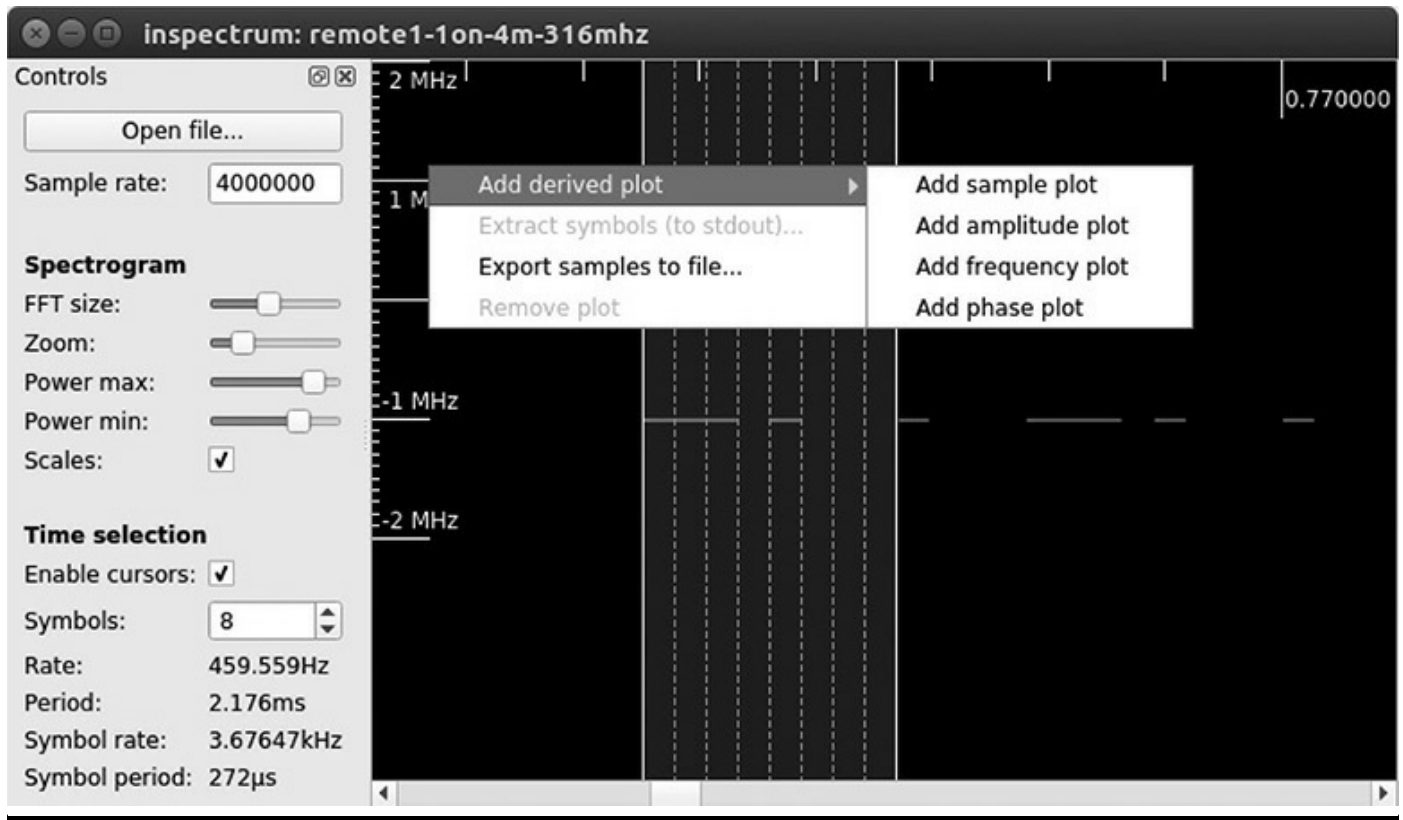 inspectrum: remote1-1on-4m-316mhz
Controls
Open file...
Sample rate: 4000000
Spectrogram
FFT size:
Zoom:
Power max:
Power min:
Scales:
Time selection
Enable cursors:
Symbols: 8
Rate: 459.559Hz
Period: 2.176ms
Symbol rate: 3.67647kHz
Symbol period: 272µs
2 MHz
0.770000
1 M
-1 MHz
-2 MHz
Add derived plot
Extract symbols (to stdout)...
Export samples to file...
Remove plot
Add sample plot
Add amplitude plot
Add frequency plot
Add phase plot